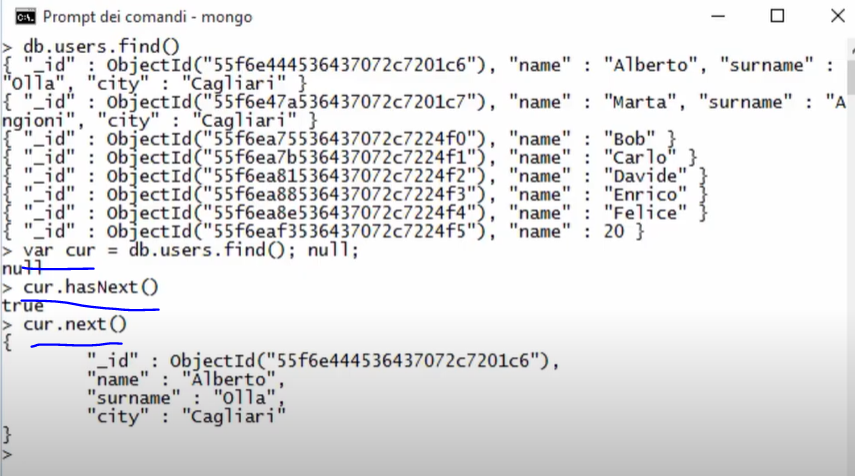 Prompt dei comandi - mongo
> db.users.find()
{ "_id" : ObjectId("55f6e444536437072c7201c6"), "name" : "Alberto", "surname" :
"Olla", "city" : "Cagliari" }
{ "_id" : ObjectId("55f6e47a536437072c7201c7"), "name" : "Marta", "surname" : "A
ngioni", "city" : "Cagliari" }
{ "_id" : ObjectId("55f6ea75536437072c7224f0"), "name" : "Bob" }
{ "_id" : ObjectId("55f6ea7b536437072c7224f1"), "name" : "Carlo" }
{ "_id" : ObjectId("55f6ea81536437072c7224f2"), "name" : "Davide" }
{ "_id" : ObjectId("55f6ea88536437072c7224f3"), "name" : "Enrico" }
{ "_id" : ObjectId("55f6ea8e536437072c7224f4"), "name" : "Felice" }
{ "_id" : ObjectId("55f6eaf3536437072c7224f5"), "name" : 20 }
> var cur = db.users.find(); null;
null
> cur.hasNext()
true
> cur.next()
{
"_id" : ObjectId("55f6e444536437072c7201c6"),
"name" : "Alberto",
"surname" : "Olla",
"city" : "Cagliari"
}
>